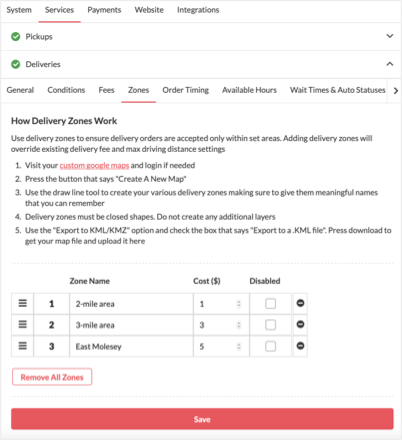 System Services Payments Website Integrations
Pickups
Deliveries
General Conditions Fees Zones Order Timing Available Hours Wait Times & Auto Statuses
How Delivery Zones Work
Use delivery zones to ensure delivery orders are accepted only within set areas. Adding delivery zones will
override existing delivery fee and max driving distance settings
1. Visit your custom google maps and login if needed
2. Press the button that says "Create A New Map"
3. Use the draw line tool to create your various delivery zones making sure to give them meaningful names
that you can remember
4. Delivery zones must be closed shapes. Do not create any additional layers
5. Use the "Export to KML/KMZ" option and check the box that says "Export to a .KML file". Press download to
get your map file and upload it here
Zone Name Cost ($) Disabled
1 2-mile area 1
2 3-mile area 3
3 East Molesey 5
Remove All Zones
Save